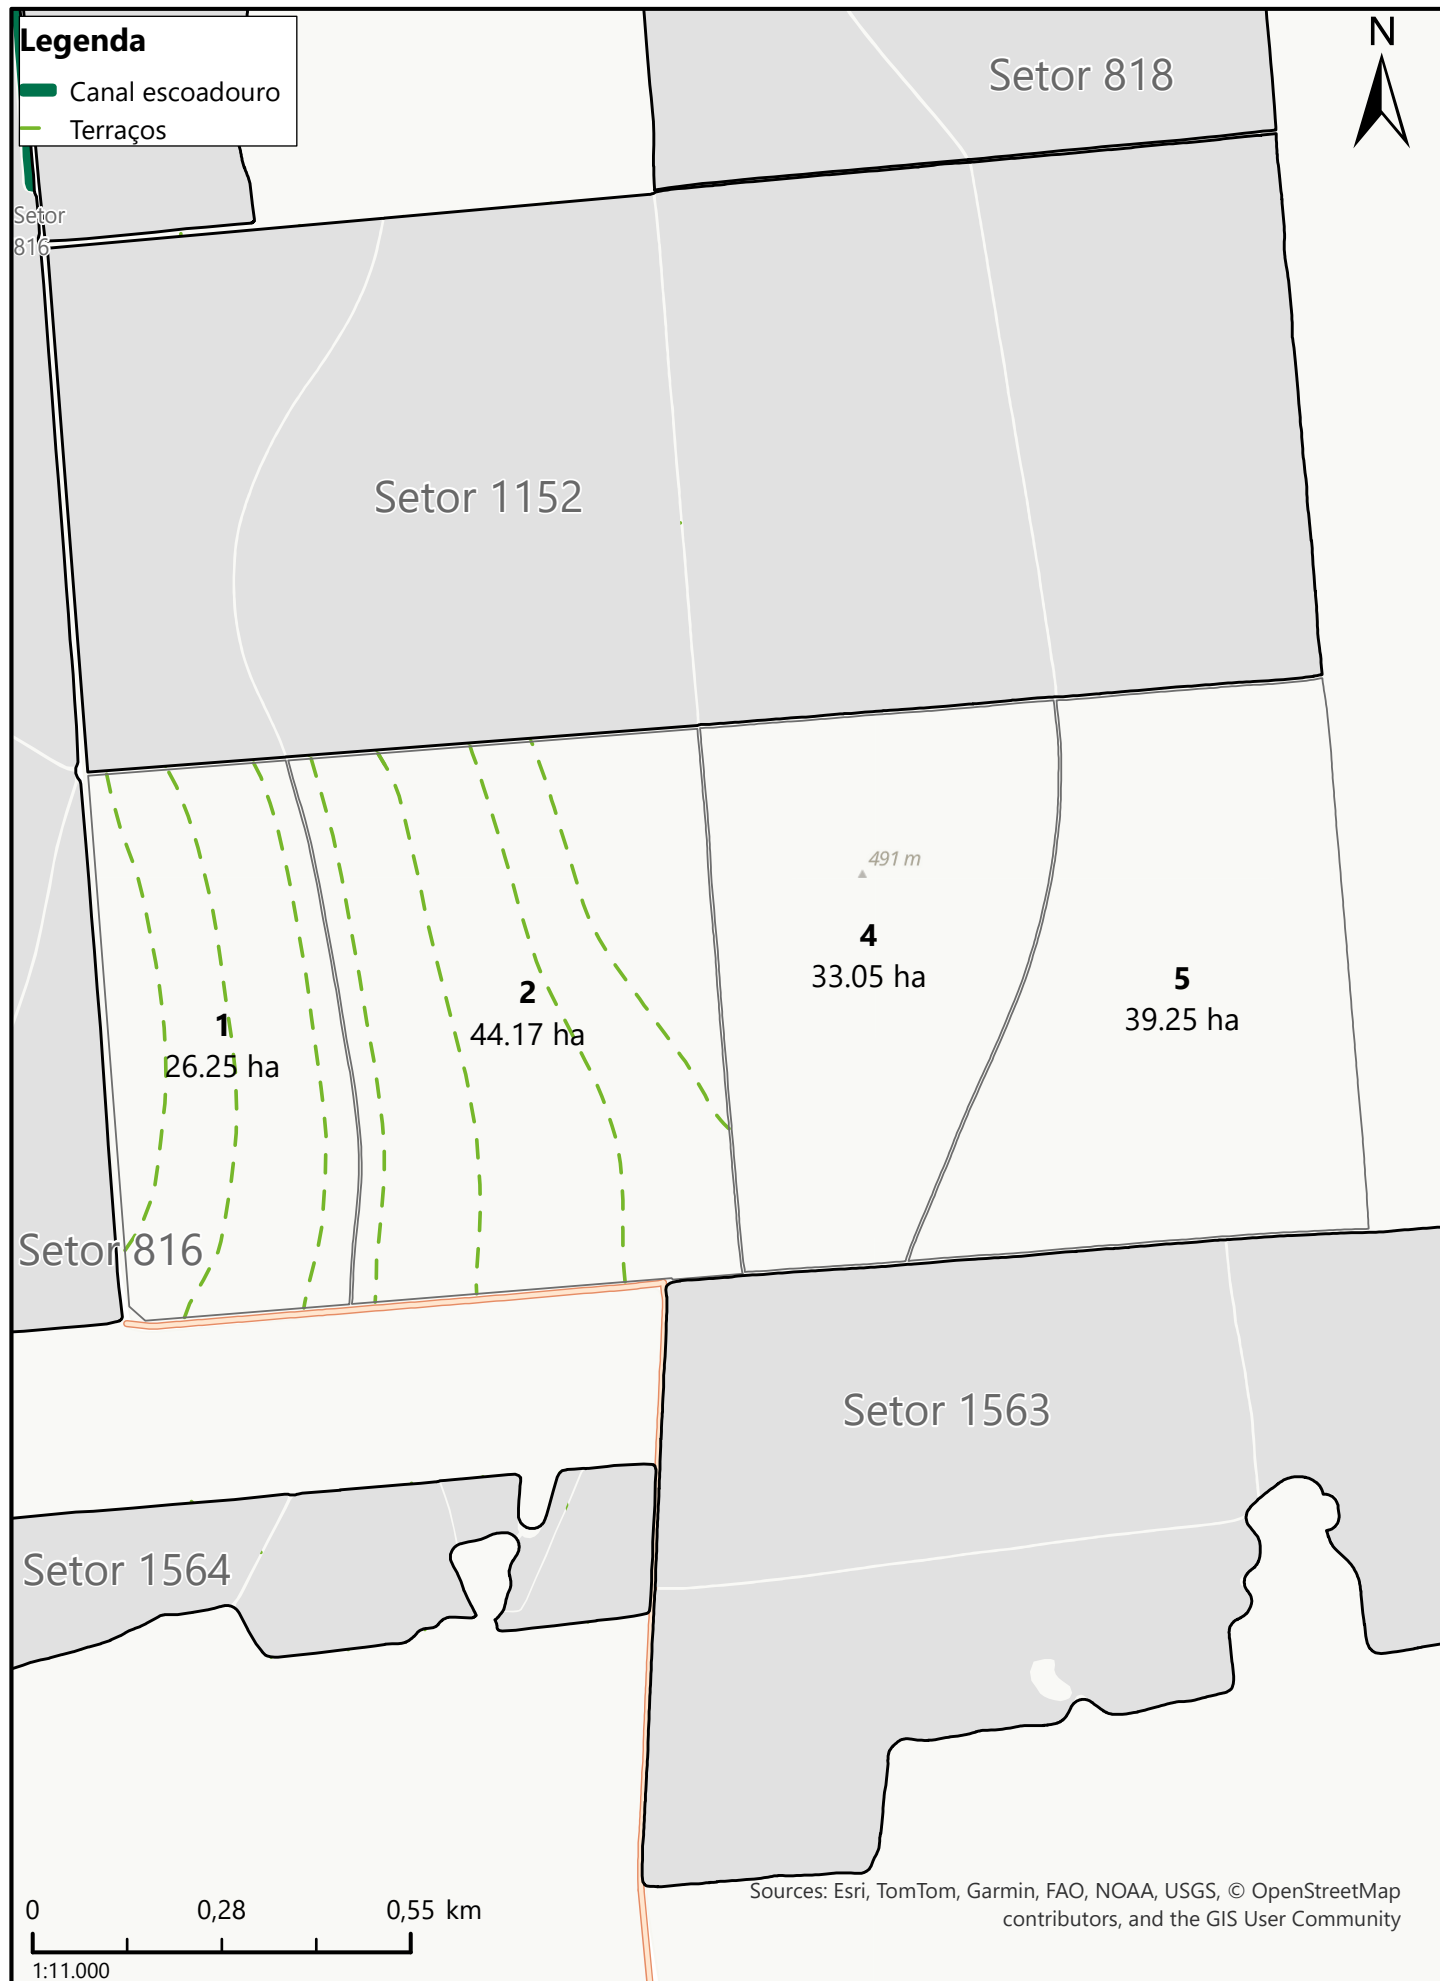 Legenda
Canal escoadouro
Terraços
N
Setor 818
Setor
816
Setor 1152
491 m
4
33.05 ha
5
39.25 ha
2
44.17 ha
1
26.25 ha
Setor 816
Setor 1563
Setor 1564
0 0,28 0,55 km
1:11.000
Sources: Esri, TomTom, Garmin, FAO, NOAA, USGS, © OpenStreetMap
contributors, and the GIS User Community